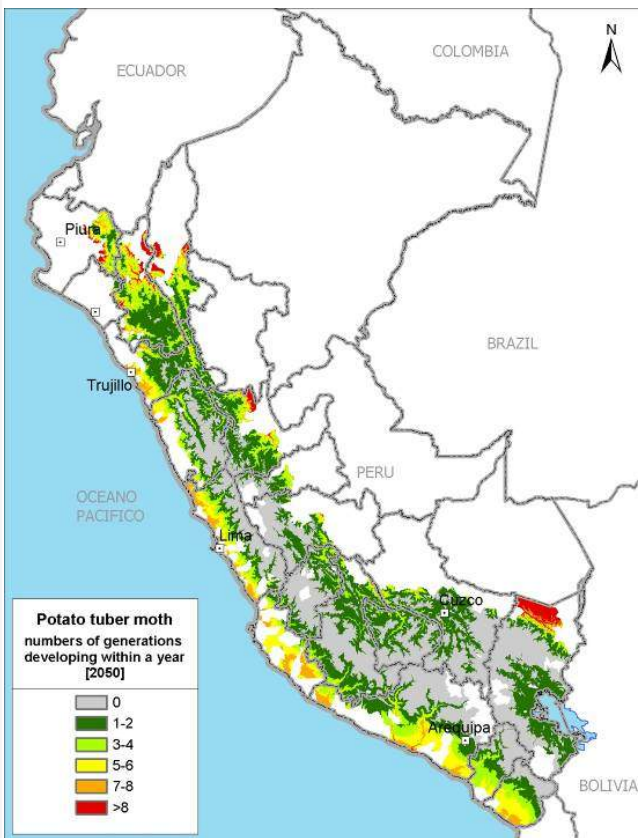 N
COLOMBIA
ECUADOR
Piura
BRAZIL
Trujillo
PERU
OCEANO
PACIFICO
Lima
Cuzco
Potato tuber moth
numbers of generations
developing within a year
[2050]
0
1-2
3-4
5-6
7-8
>8
Arequipa
BOLIVIA